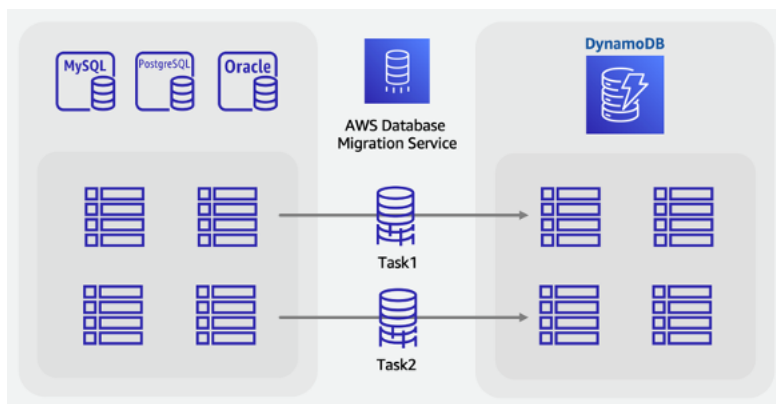 MySQL
PostgreSQL
Oracle
AWS Database
Migration Service
DynamoDB
Task1
Task2